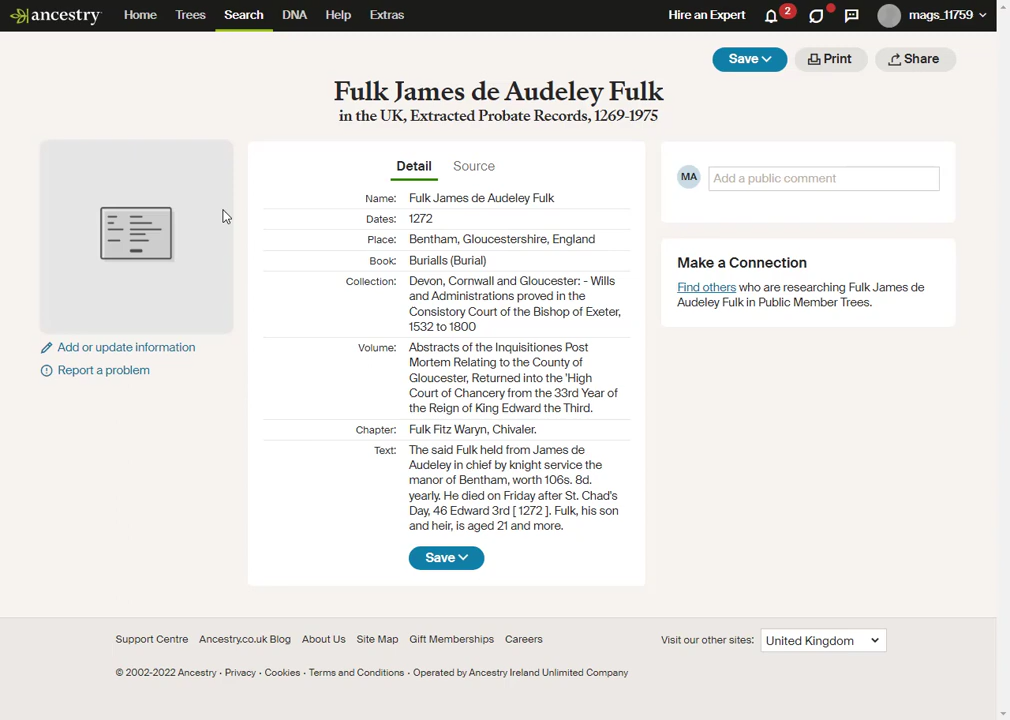 ancestry Home Trees Search DNA Help Extras Hire an Expert 2 mags_11759
Save Print Share
Fulk James de Audeley Fulk
in the UK, Extracted Probate Records, 1269-1975
Detail Source
Name: Fulk James de Audeley Fulk
Dates: 1272
Place: Bentham, Gloucestershire, England
Book: Burialls (Burial)
Collection: Devon, Cornwall and Gloucester: - Wills
and Administrations proved in the
Consistory Court of the Bishop of Exeter,
1532 to 1800
Volume: Abstracts of the Inquisitiones Post
Mortem Relating to the County of
Gloucester, Returned into the 'High
Court of Chancery from the 33rd Year of
the Reign of King Edward the Third.
Chapter: Fulk Fitz Waryn, Chivaler.
Text: The said Fulk held from James de
Audeley in chief by knight service the
manor of Bentham, worth 106s. 8d.
yearly. He died on Friday after St. Chad's
Day, 46 Edward 3rd [ 1272 ]. Fulk, his son
and heir, is aged 21 and more.
Save
Add or update information
Report a problem
MA Add a public comment
Make a Connection
Find others who are researching Fulk James de
Audeley Fulk in Public Member Trees.
Support Centre Ancestry.co.uk Blog About Us Site Map Gift Memberships Careers Visit our other sites: United Kingdom
© 2002-2022 Ancestry · Privacy · Cookies · Terms and Conditions · Operated by Ancestry Ireland Unlimited Company